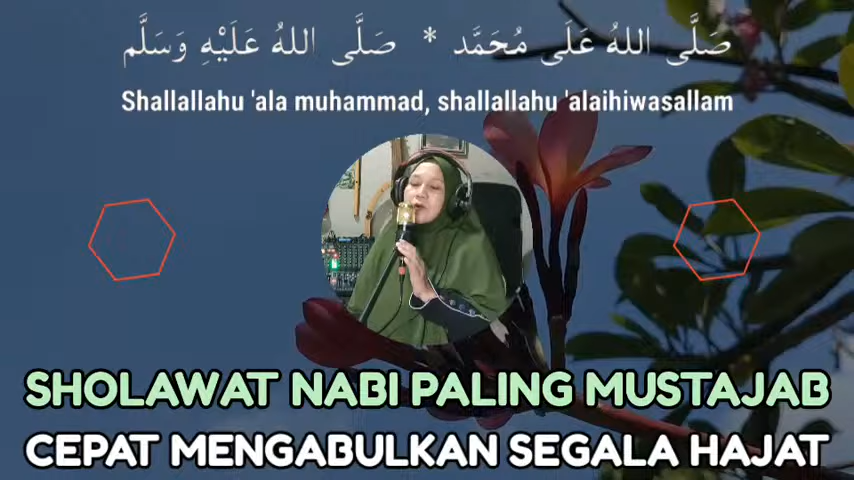 صَلَّى اللهُ عَلَى مُحَمَّد * صَلَّى اللهُ عَلَيْهِ وَسَلَّم
Shallallahu 'ala muhammad, shallallahu 'alaihiwasallam
SHOLAWAT NABI PALING MUSTAJAB
CEPAT MENGABULKAN SEGALA HAJAT